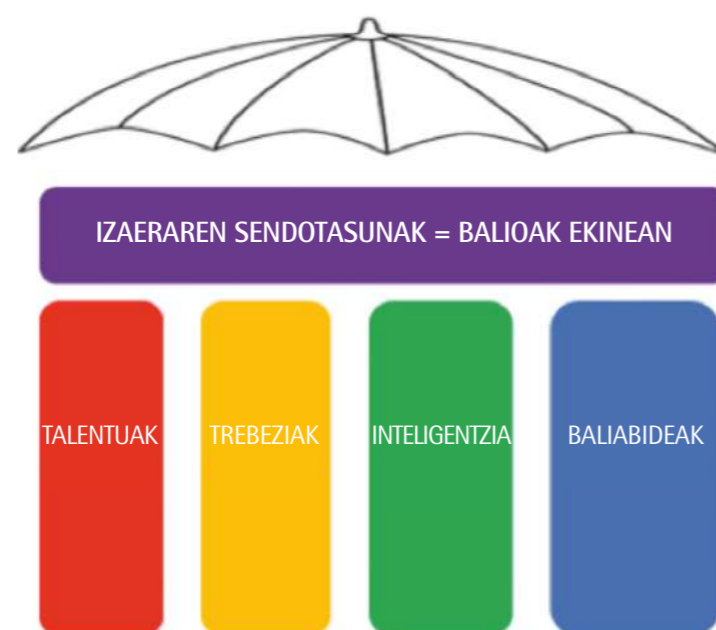 IZAERAREN SENDOTASUNAK = BALIOAK EKINEAN
TALENTUAK
TREBEZIAK
INTELIGENTZIA
BALIABIDEAK